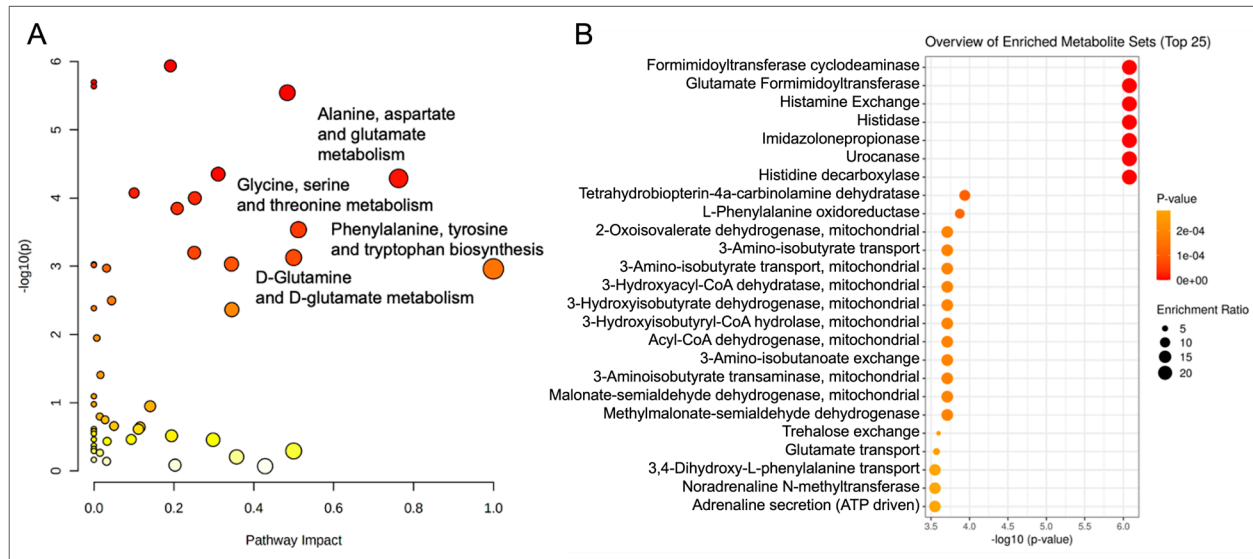 A
6
5
4
3
2
1
0
-log10(p)
0.0 0.2 0.4 0.6 0.8 1.0
Pathway Impact
Alanine, aspartate
and glutamate
metabolism
Glycine, serine
and threonine metabolism
Phenylalanine, tyrosine
and tryptophan biosynthesis
D-Glutamine
and D-glutamate metabolism
B
Overview of Enriched Metabolite Sets (Top 25)
Formimidoyltransferase cyclodeaminase
Glutamate Formimidoyltransferase
Histamine Exchange
Histidase
Imidazolonepropionase
Urocanase
Histidine decarboxylase
Tetrahydrobiopterin-4a-carbinolamine dehydratase
L-Phenylalanine oxidoreductase
2-Oxoisovalerate dehydrogenase, mitochondrial
3-Amino-isobutyrate transport
3-Amino-isobutyrate transport, mitochondrial
3-Hydroxyacyl-CoA dehydratase, mitochondrial
3-Hydroxyisobutyrate dehydrogenase, mitochondrial
3-Hydroxyisobutyryl-CoA hydrolase, mitochondrial
Acyl-CoA dehydrogenase, mitochondrial
3-Amino-isobutanoate exchange
3-Aminoisobutyrate transaminase, mitochondrial
Malonate-semialdehyde dehydrogenase, mitochondrial
Methylmalonate-semialdehyde dehydrogenase
Trehalose exchange
Glutamate transport
3,4-Dihydroxy-L-phenylalanine transport
Noradrenaline N-methyltransferase
Adrenaline secretion (ATP driven)
3.5 4.0 4.5 5.0 5.5 6.0
-log10 (p-value)
P-value
2e-04
1e-04
0e+00
Enrichment Ratio
5
10
15
20